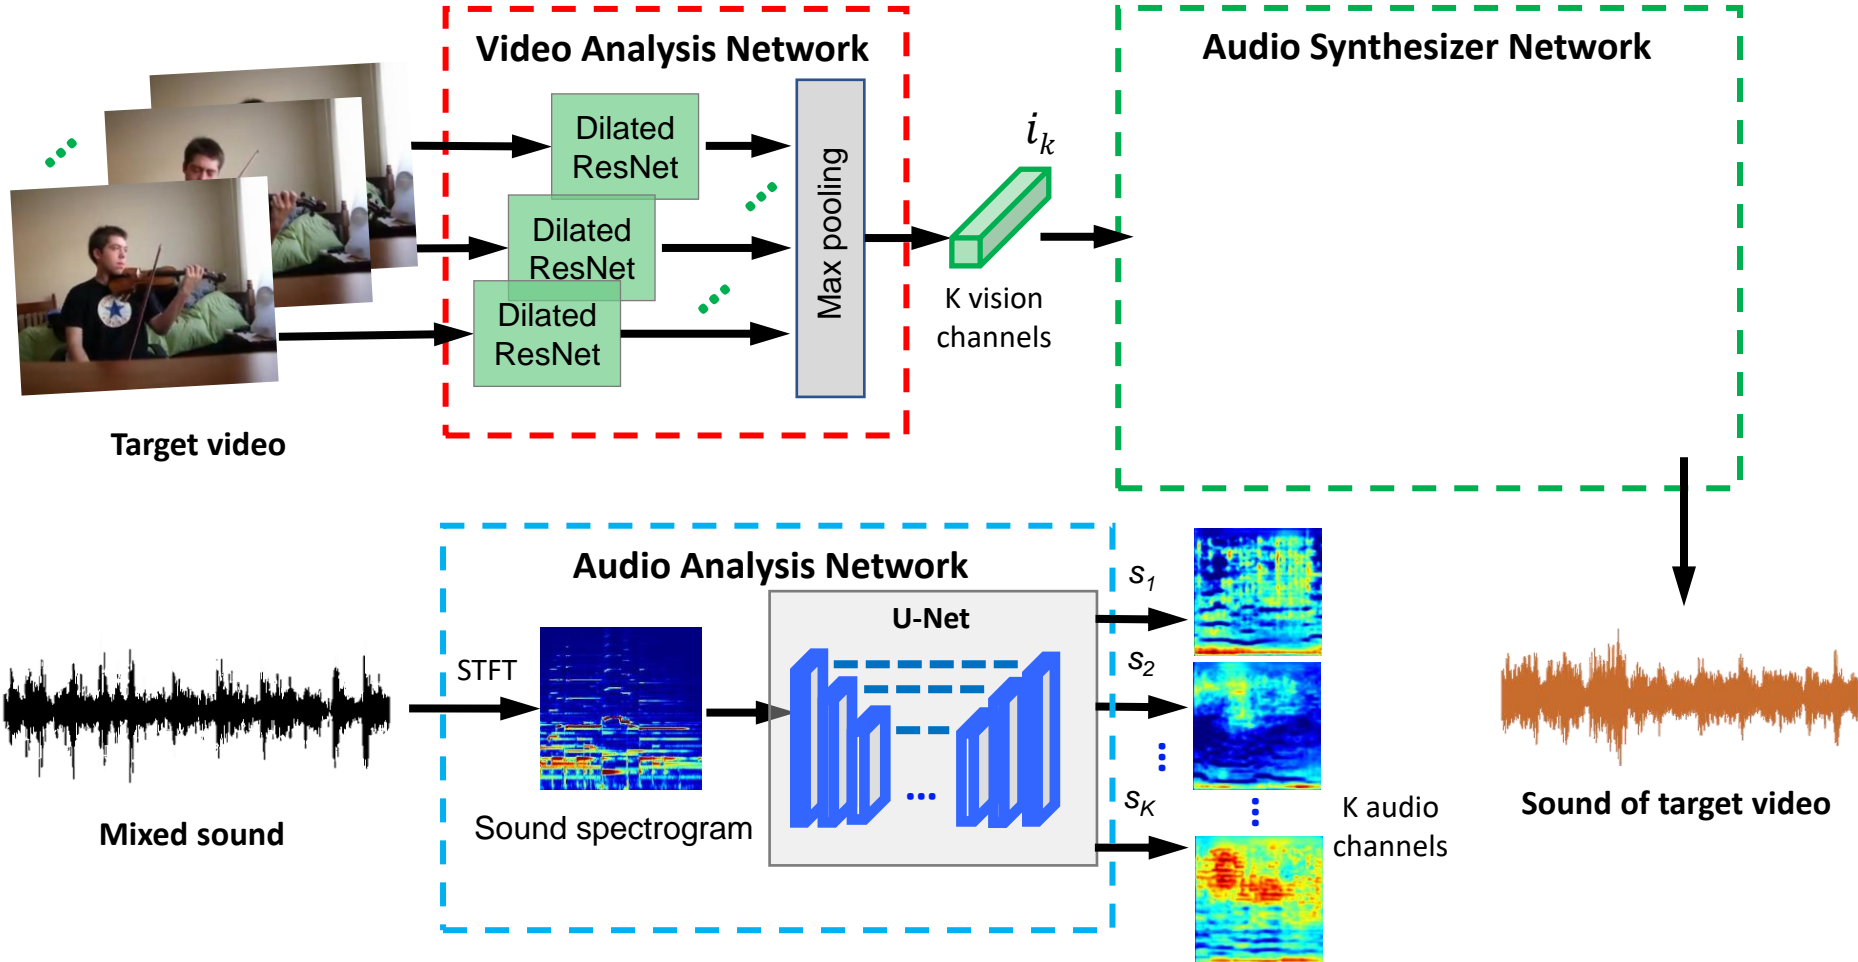 Video Analysis Network
Dilated
ResNet
Dilated
ResNet
Dilated
ResNet
Max pooling
i_k
K vision
channels
Audio Synthesizer Network
Target video
Audio Analysis Network
STFT
Sound spectrogram
U-Net
...
s_1
s_2
s_K
K audio
channels
Mixed sound
Sound of target video